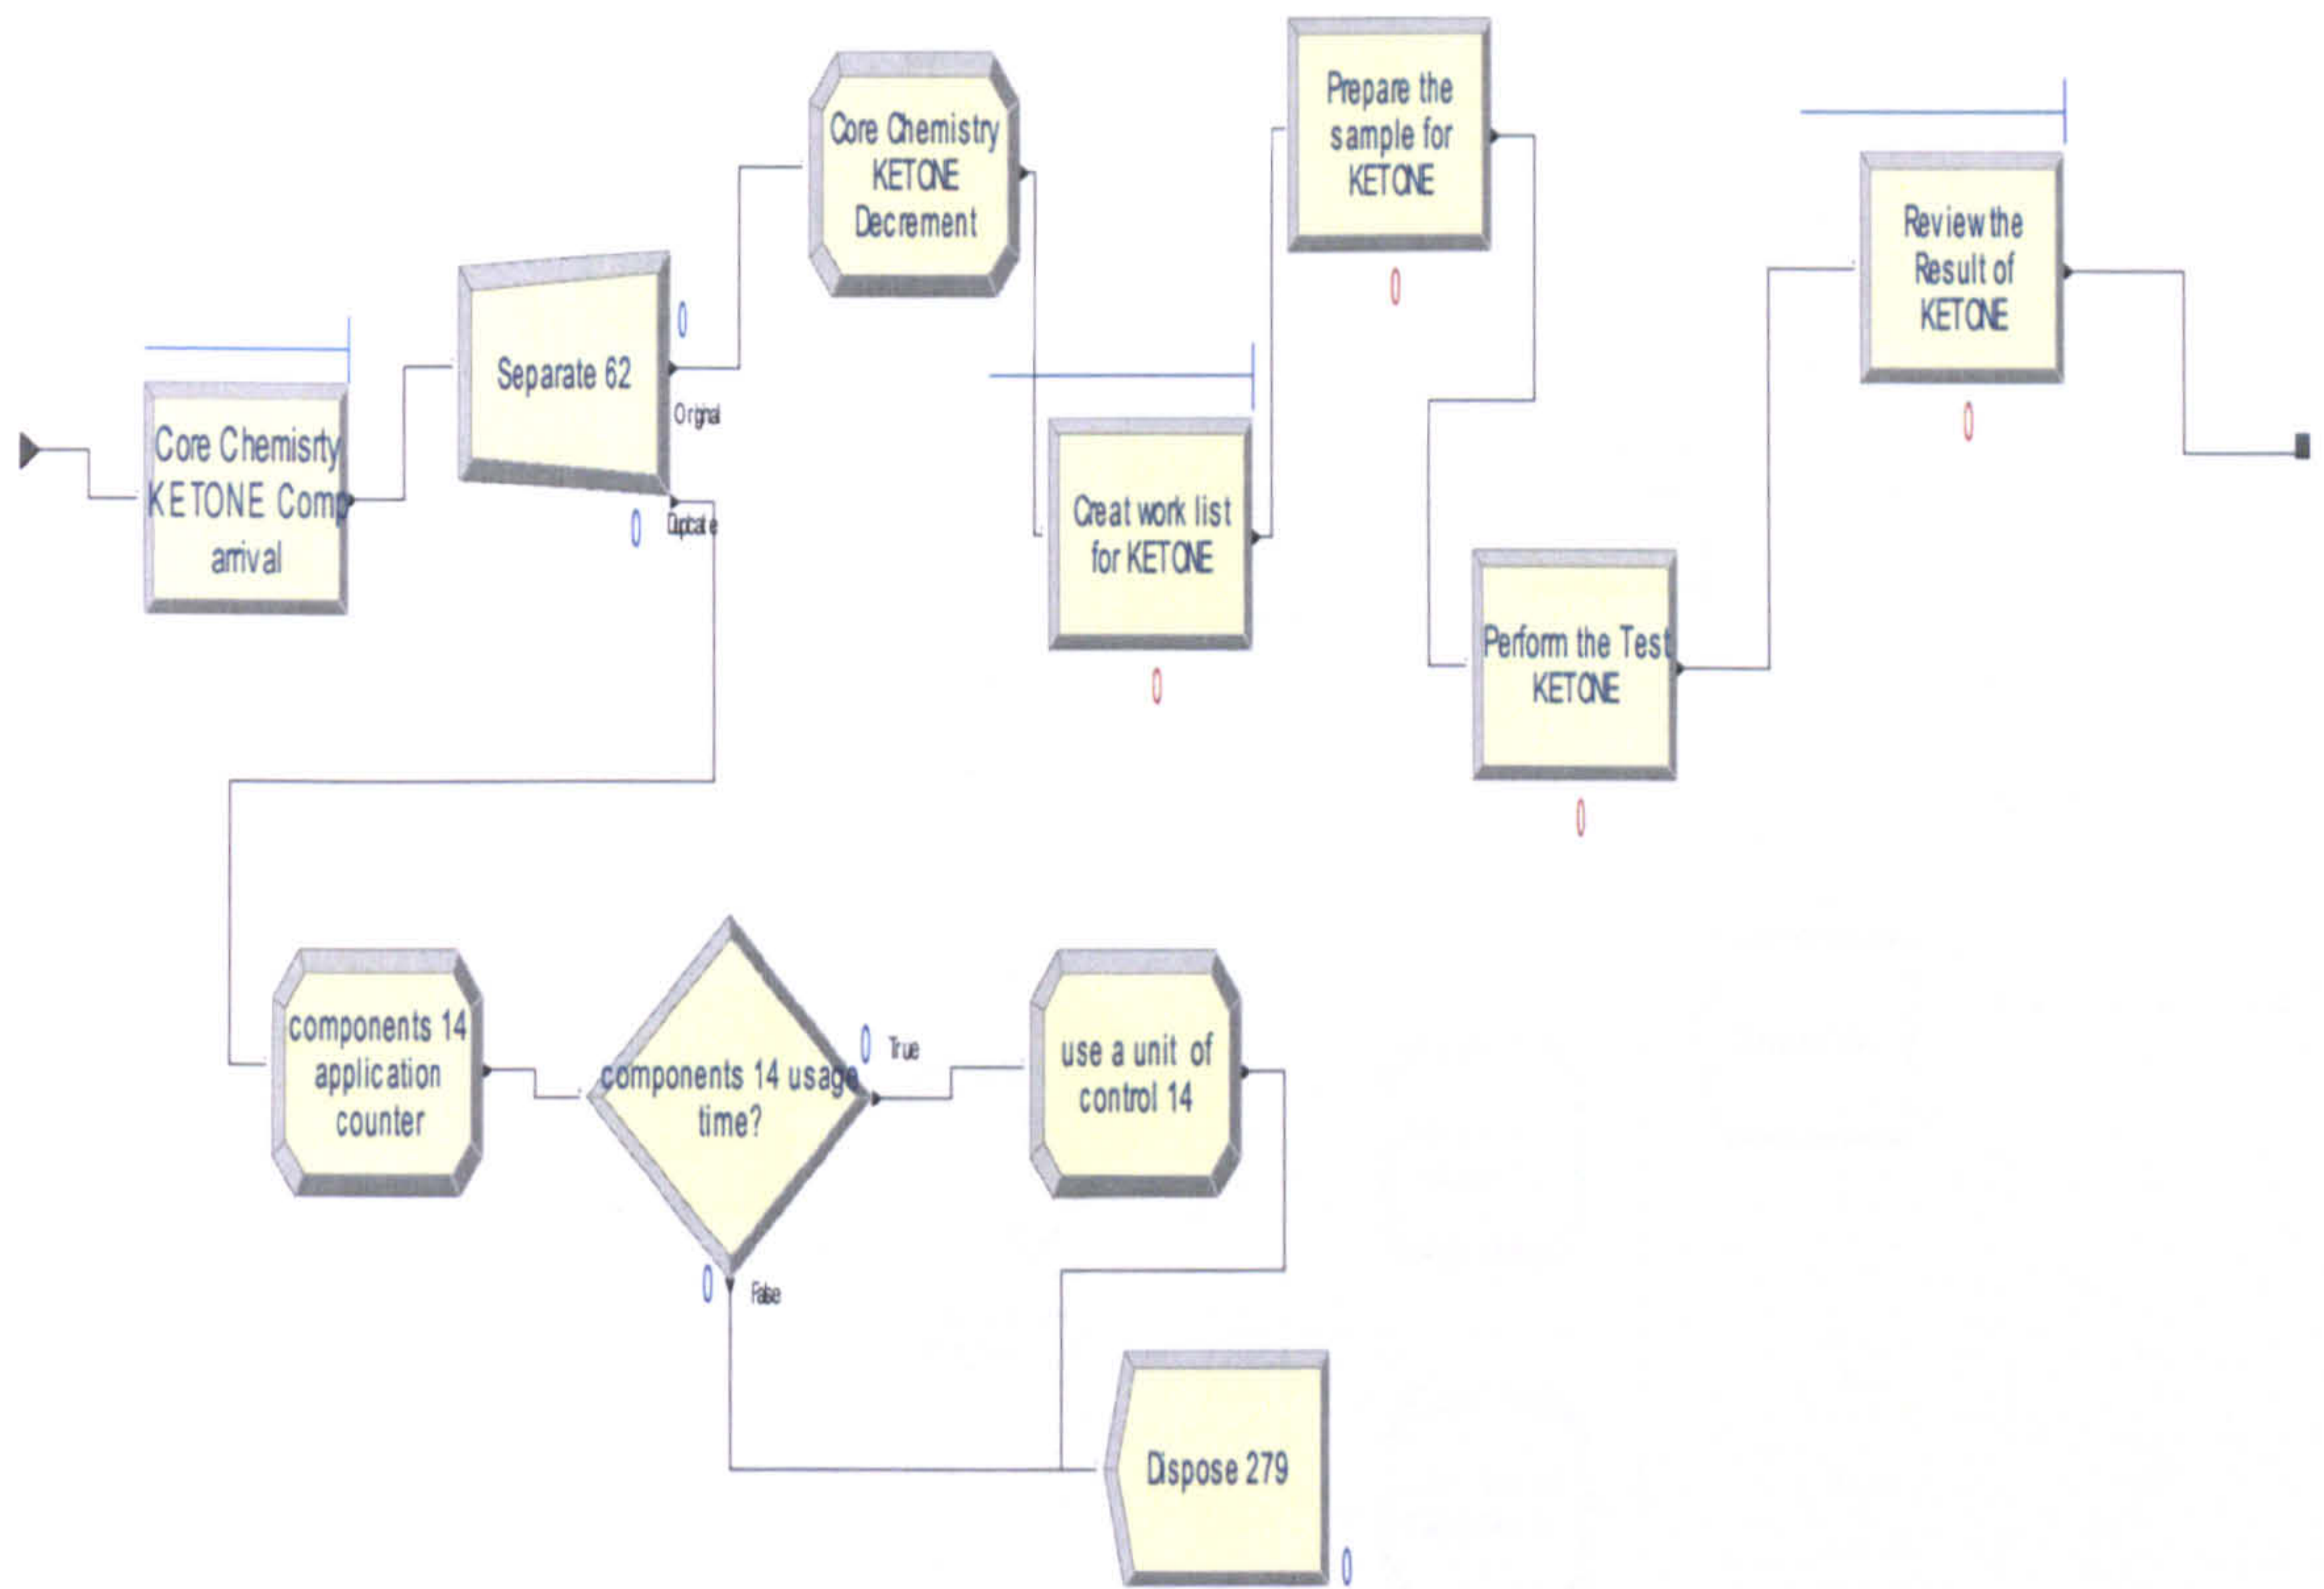 Core Chemisrty
KETONE Comp
arrival
0
Separate 62
Original
0
Duplicate
Core Chemistry
KETONE
Decrement
Creat work list
for KETONE
0
Prepare the
sample for
KETONE
0
Perform the Test
KETONE
0
Review the
Result of
KETONE
0
components 14
application
counter
components 14 usage
time?
0
True
0
False
use a unit of
control 14
Dispose 279
0